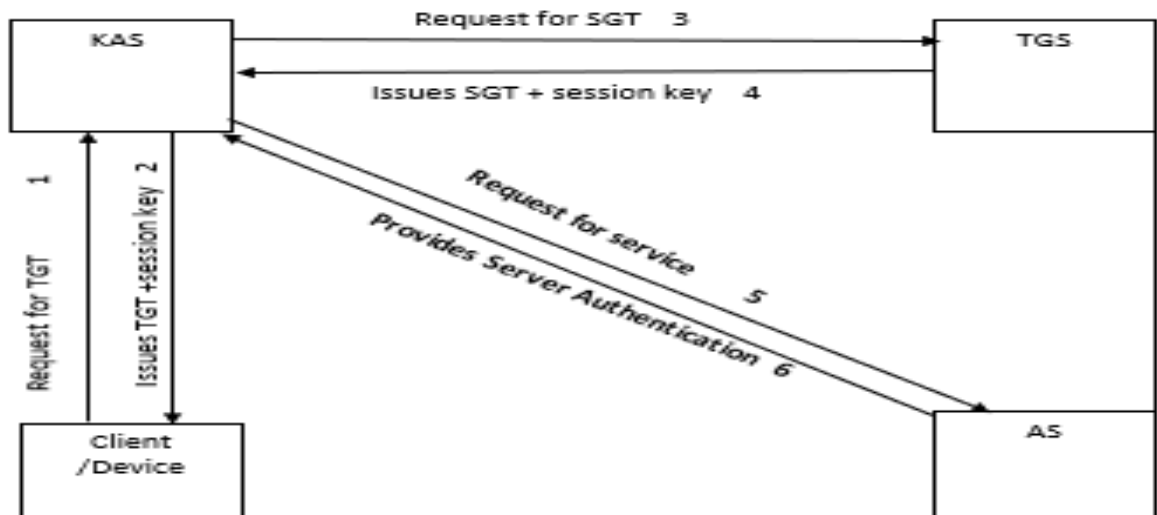 Request for SGT 3
KAS
TGS
Issues SGT + session key 4
Request for TGT 1
Issues TGT +session key 2
Request for service 5
Provides Server Authentication 6
Client
/Device
AS